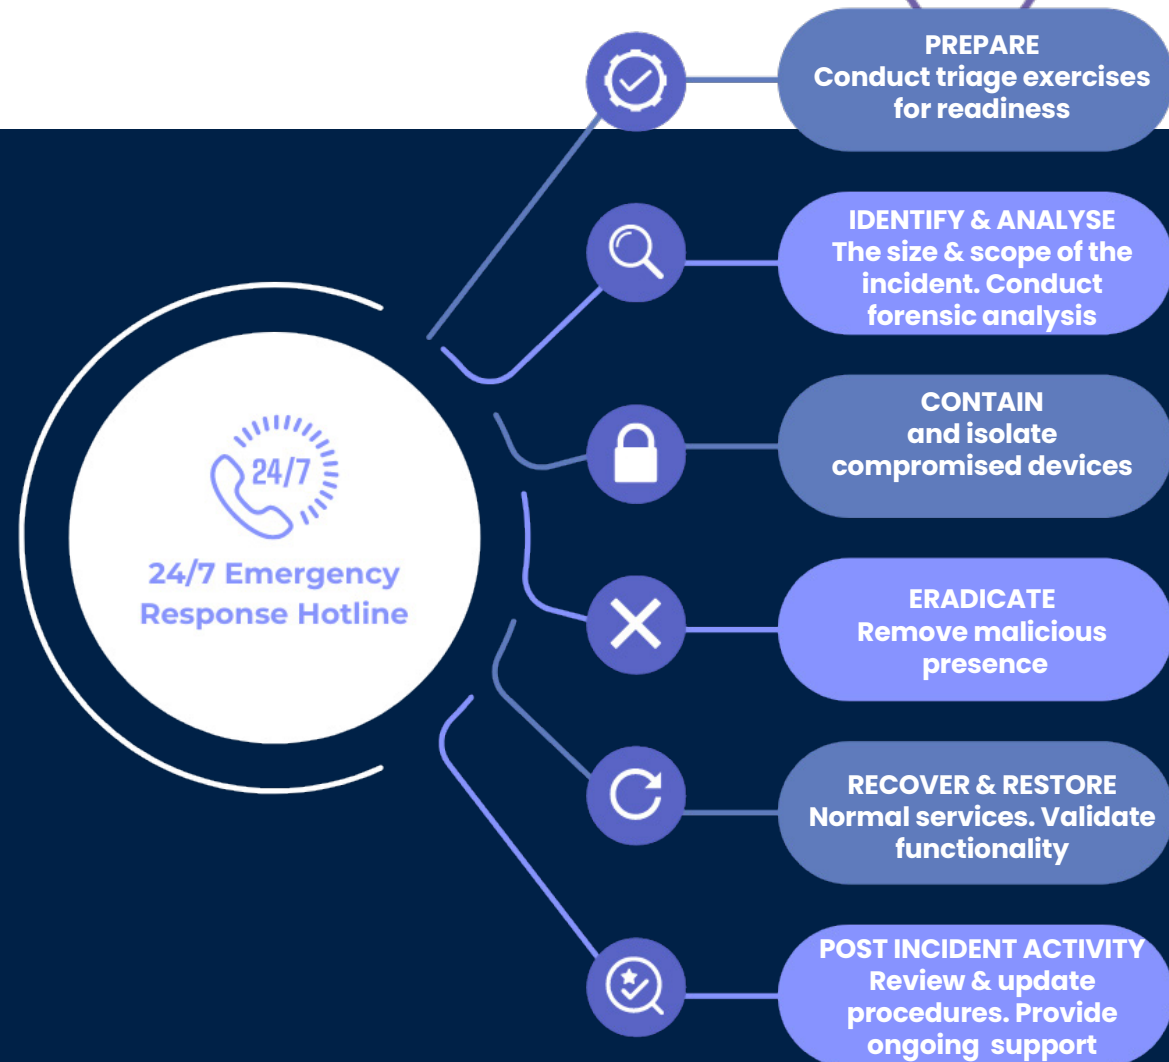 PREPARE
Conduct triage exercises
for readiness
IDENTIFY & ANALYSE
The size & scope of the
incident. Conduct
forensic analysis
CONTAIN
and isolate
compromised devices
24/7
24/7 Emergency
Response Hotline
ERADICATE
Remove malicious
presence
RECOVER & RESTORE
Normal services. Validate
functionality
POST INCIDENT ACTIVITY
Review & update
procedures. Provide
ongoing support